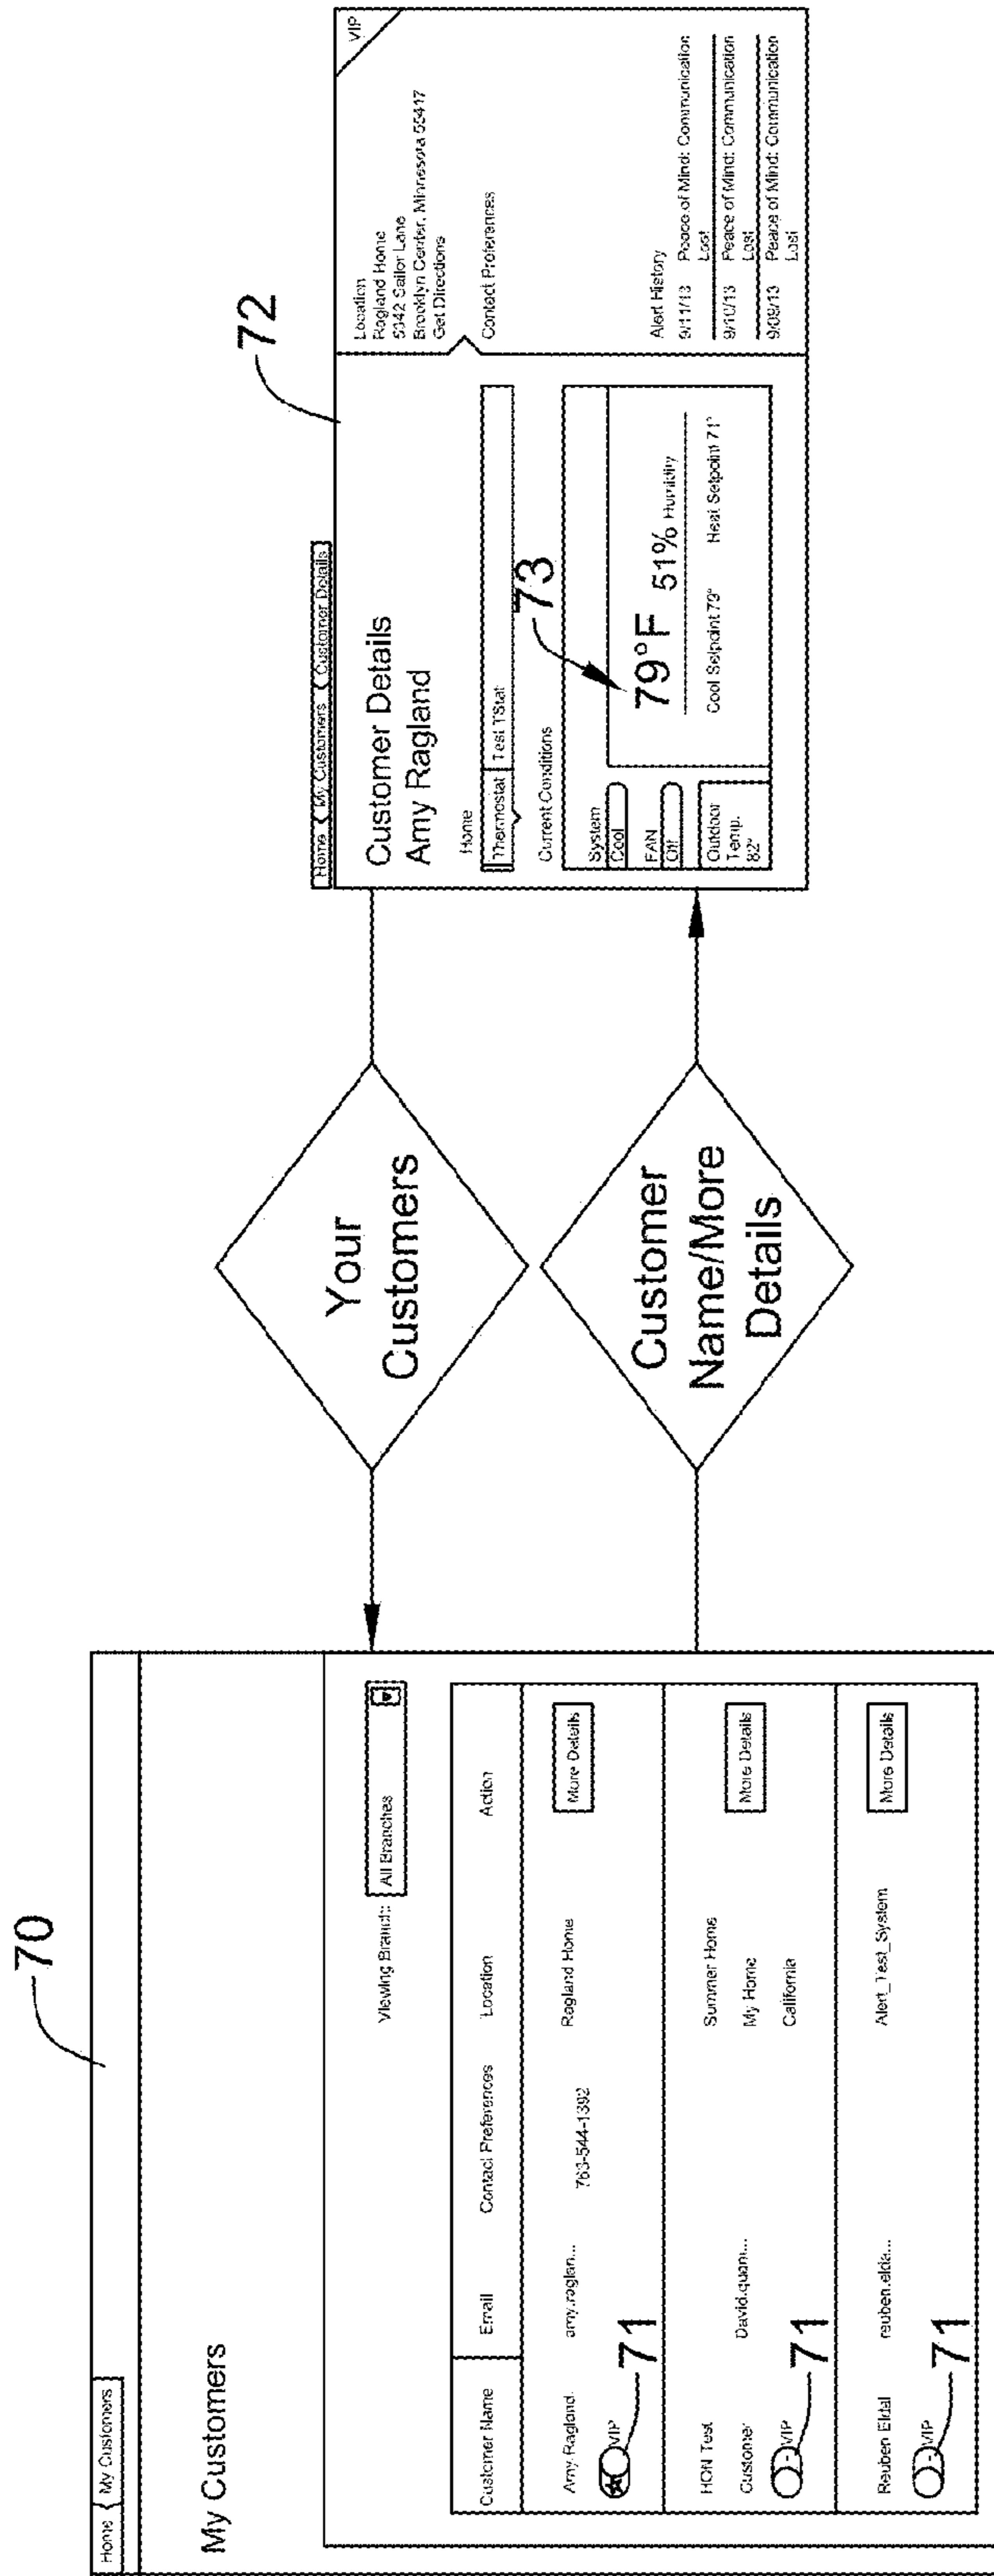 70
Home My Customers
My Customers
Viewing Branch: All Branches
Customer Name Email Contact Preferences Location Action
Amy Ragland amy.raglan... 763-544-1392 Ragland Home More Details
VIP
71
HON Test
Customer
David.quam...
Summer Home
My Home
California
More Details
VIP
71
Reuben Eldal reuben.elda... Alert_Test_System More Details
VIP
71
Your
Customers
Customer
Name/More
Details
72
Home My Customers Customer Details
Customer Details
Amy Ragland
Home
Thermostat Test TStat
73
Current Conditions
System
Cool
FAN
Off
Outdoor
Temp.
82°
79°F 51% Humidity
Cool Setpoint 79° Heat Setpoint 71°
VIP
Location
Ragland Home
5342 Sailor Lane
Brooklyn Center, Minnesota 55417
Get Directions
Contact Preferences
Alert History
9/11/13 Peace of Mind: Communication
Lost
9/10/13 Peace of Mind: Communication
Lost
9/09/13 Peace of Mind: Communication
Lost